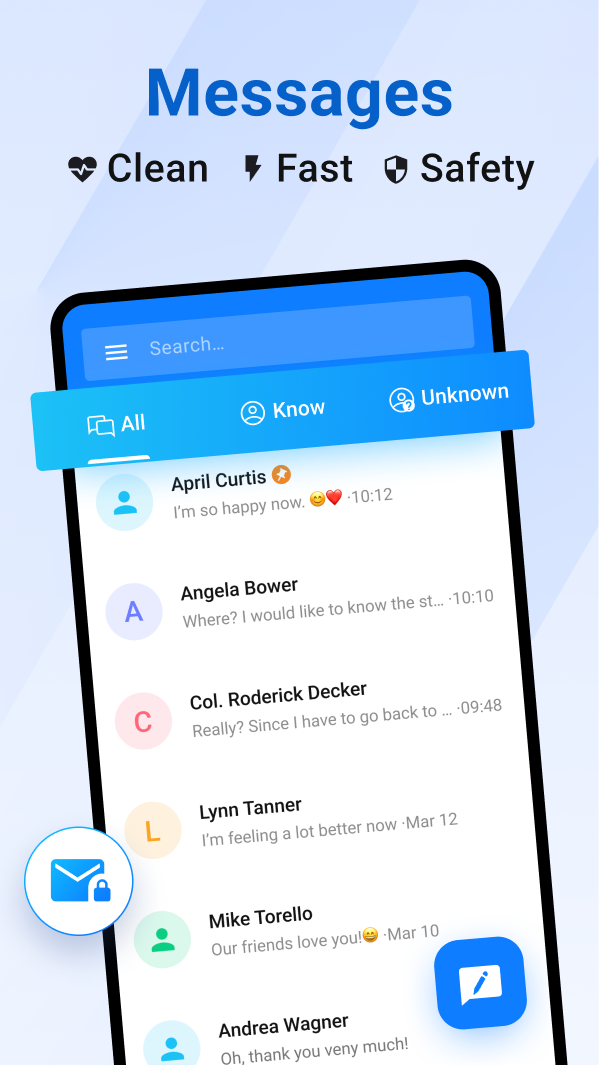 Messages
Clean Fast Safety
Search...
All Know Unknown
April Curtis
I'm so happy now. 😊❤️ ·10:12
A
Angela Bower
Where? I would like to know the st... ·10:10
C
Col. Roderick Decker
Really? Since I have to go back to ... ·09:48
L
Lynn Tanner
I'm feeling a lot better now ·Mar 12
Mike Torello
Our friends love you!😄 ·Mar 10
Andrea Wagner
Oh, thank you veny much!